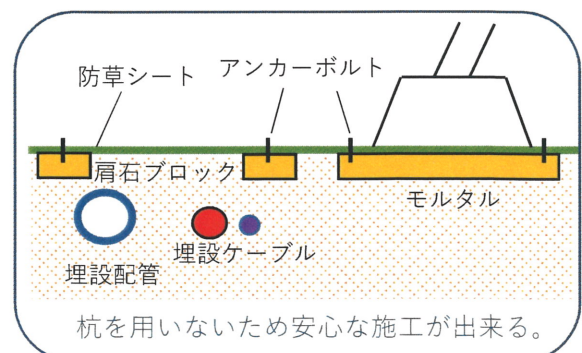 防草シート
アンカーボルト
肩石ブロック
モルタル
埋設ケーブル
埋設配管
杭を用いないため安心な施工が出来る。